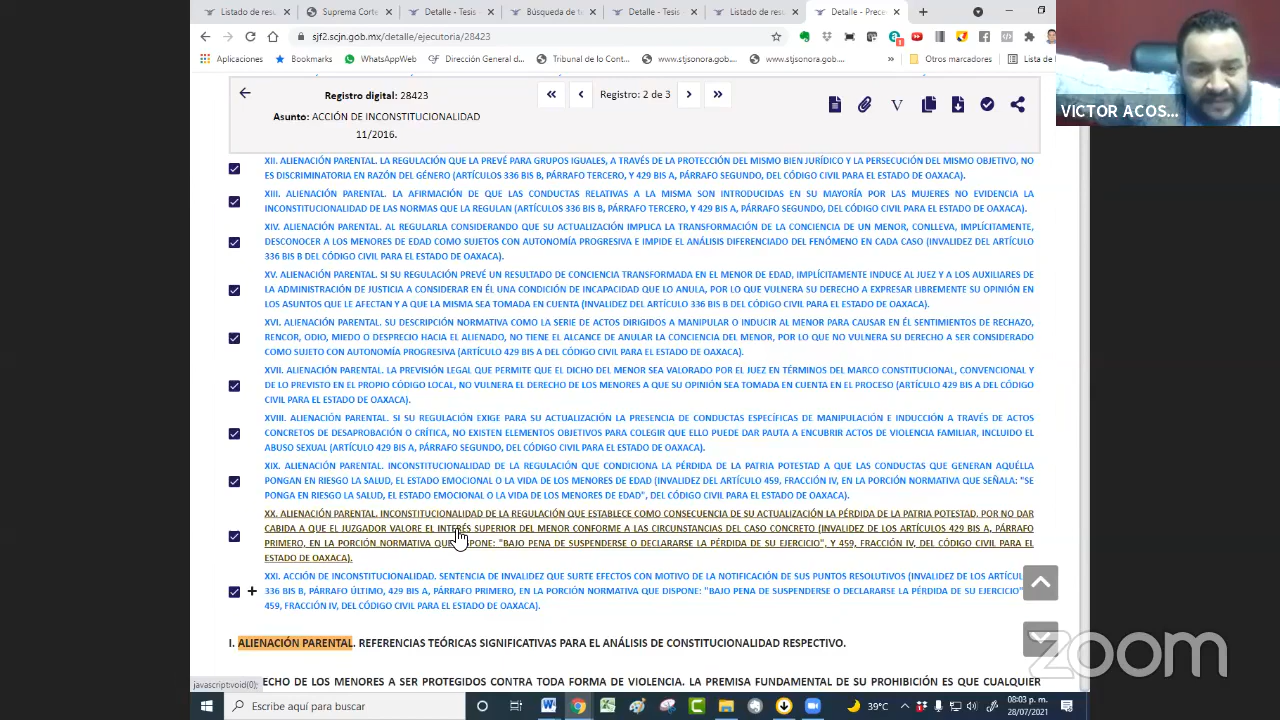 Listado de resu
Suprema Corte
Detalle - Tesis
Búsqueda de te
Detalle - Tesis
Listado de resu
Detalle - Prece
sjf2.scjn.gob.mx/detalle/ejecutoria/28423
Aplicaciones
Bookmarks
WhatsAppWeb
Dirección General d...
Tribunal de lo Cont...
www.stjsonora.gob....
www.stjsonora.gob....
Otros marcadores
Lista de
VICTOR ACOS...
Registro digital: 28423
Asunto: ACCIÓN DE INCONSTITUCIONALIDAD
11/2016.
Registro: 2 de 3
XII. ALIENACIÓN PARENTAL. LA REGULACIÓN QUE LA PREVÉ PARA GRUPOS IGUALES, A TRAVÉS DE LA PROTECCIÓN DEL MISMO BIEN JURÍDICO Y LA PERSECUCIÓN DEL MISMO OBJETIVO, NO
ES DISCRIMINATORIA EN RAZÓN DEL GÉNERO (ARTÍCULOS 336 BIS B, PÁRRAFO TERCERO, Y 429 BIS A, PÁRRAFO SEGUNDO, DEL CÓDIGO CIVIL PARA EL ESTADO DE OAXACA).
XIII. ALIENACIÓN PARENTAL. LA AFIRMACIÓN DE QUE LAS CONDUCTAS RELATIVAS A LA MISMA SON INTRODUCIDAS EN SU MAYORÍA POR LAS MUJERES NO EVIDENCIA LA
INCONSTITUCIONALIDAD DE LAS NORMAS QUE LA REGULAN (ARTÍCULOS 336 BIS B, PÁRRAFO TERCERO, Y 429 BIS A, PÁRRAFO SEGUNDO, DEL CÓDIGO CIVIL PARA EL ESTADO DE OAXACA).
XIV. ALIENACIÓN PARENTAL. AL REGULARLA CONSIDERANDO QUE SU ACTUALIZACIÓN IMPLICA LA TRANSFORMACIÓN DE LA CONCIENCIA DE UN MENOR, CONLLEVA, IMPLÍCITAMENTE,
DESCONOCER A LOS MENORES DE EDAD COMO SUJETOS CON AUTONOMÍA PROGRESIVA E IMPIDE EL ANÁLISIS DIFERENCIADO DEL FENÓMENO EN CADA CASO (INVALIDEZ DEL ARTÍCULO
336 BIS B DEL CÓDIGO CIVIL PARA EL ESTADO DE OAXACA).
XV. ALIENACIÓN PARENTAL. SI SU REGULACIÓN PREVÉ UN RESULTADO DE CONCIENCIA TRANSFORMADA EN EL MENOR DE EDAD, IMPLÍCITAMENTE INDUCE AL JUEZ Y A LOS AUXILIARES DE
LA ADMINISTRACIÓN DE JUSTICIA A CONSIDERAR EN ÉL UNA CONDICIÓN DE INCAPACIDAD QUE LO ANULA, POR LO QUE VULNERA SU DERECHO A EXPRESAR LIBREMENTE SU OPINIÓN EN
LOS ASUNTOS QUE LE AFECTAN Y A QUE LA MISMA SEA TOMADA EN CUENTA (INVALIDEZ DEL ARTÍCULO 336 BIS B DEL CÓDIGO CIVIL PARA EL ESTADO DE OAXACA).
XVI. ALIENACIÓN PARENTAL. SU DESCRIPCIÓN NORMATIVA COMO LA SERIE DE ACTOS DIRIGIDOS A MANIPULAR O INDUCIR AL MENOR PARA CAUSAR EN ÉL SENTIMIENTOS DE RECHAZO,
RENCOR, ODIO, MIEDO O DESPRECIO HACIA EL ALIENADO, NO TIENE EL ALCANCE DE ANULAR LA CONCIENCIA DEL MENOR, POR LO QUE NO VULNERA SU DERECHO A SER CONSIDERADO
COMO SUJETO CON AUTONOMÍA PROGRESIVA (ARTÍCULO 429 BIS A DEL CÓDIGO CIVIL PARA EL ESTADO DE OAXACA).
XVII. ALIENACIÓN PARENTAL. LA PREVISIÓN LEGAL QUE PERMITE QUE EL DICHO DEL MENOR SEA VALORADO POR EL JUEZ EN TÉRMINOS DEL MARCO CONSTITUCIONAL, CONVENCIONAL Y
DE LO PREVISTO EN EL PROPIO CÓDIGO LOCAL, NO VULNERA EL DERECHO DE LOS MENORES A QUE SU OPINIÓN SEA TOMADA EN CUENTA EN EL PROCESO (ARTÍCULO 429 BIS A DEL CÓDIGO
CIVIL PARA EL ESTADO DE OAXACA).
XVIII. ALIENACIÓN PARENTAL. SI SU REGULACIÓN EXIGE PARA SU ACTUALIZACIÓN LA PRESENCIA DE CONDUCTAS ESPECÍFICAS DE MANIPULACIÓN E INDUCCIÓN A TRAVÉS DE ACTOS
CONCRETOS DE DESAPROBACIÓN O CRÍTICA, NO EXISTEN ELEMENTOS OBJETIVOS PARA COLEGIR QUE ELLO PUEDE DAR PAUTA A ENCUBRIR ACTOS DE VIOLENCIA FAMILIAR, INCLUIDO EL
ABUSO SEXUAL (ARTÍCULO 429 BIS A, PÁRRAFO SEGUNDO, DEL CÓDIGO CIVIL PARA EL ESTADO DE OAXACA).
XIX. ALIENACIÓN PARENTAL. INCONSTITUCIONALIDAD DE LA REGULACIÓN QUE CONDICIONA LA PÉRDIDA DE LA PATRIA POTESTAD A QUE LAS CONDUCTAS QUE GENERAN AQUÉLLA
PONGAN EN RIESGO LA SALUD, EL ESTADO EMOCIONAL O LA VIDA DE LOS MENORES DE EDAD (INVALIDEZ DEL ARTÍCULO 459, FRACCIÓN IV, EN LA PORCIÓN NORMATIVA QUE SEÑALA: "SE
PONGA EN RIESGO LA SALUD, EL ESTADO EMOCIONAL O LA VIDA DE LOS MENORES DE EDAD", DEL CÓDIGO CIVIL PARA EL ESTADO DE OAXACA).
XX. ALIENACIÓN PARENTAL. INCONSTITUCIONALIDAD DE LA REGULACIÓN QUE ESTABLECE COMO CONSECUENCIA DE SU ACTUALIZACIÓN LA PÉRDIDA DE LA PATRIA POTESTAD, POR NO DAR
CABIDA A QUE EL JUZGADOR VALORE EL INTERÉS SUPERIOR DEL MENOR CONFORME A LAS CIRCUNSTANCIAS DEL CASO CONCRETO (INVALIDEZ DE LOS ARTÍCULOS 429 BIS A, PÁRRAFO
PRIMERO, EN LA PORCIÓN NORMATIVA QUE DISPONE: "BAJO PENA DE SUSPENDERSE O DECLARARSE LA PÉRDIDA DE SU EJERCICIO", Y 459, FRACCIÓN IV, DEL CÓDIGO CIVIL PARA EL
ESTADO DE OAXACA).
XXI. ACCIÓN DE INCONSTITUCIONALIDAD. SENTENCIA DE INVALIDEZ QUE SURTE EFECTOS CON MOTIVO DE LA NOTIFICACIÓN DE SUS PUNTOS RESOLUTIVOS (INVALIDEZ DE LOS ARTÍCUL
336 BIS B, PÁRRAFO ÚLTIMO, 429 BIS A, PÁRRAFO PRIMERO, EN LA PORCIÓN NORMATIVA QUE DISPONE: "BAJO PENA DE SUSPENDERSE O DECLARARSE LA PÉRDIDA DE SU EJERCICIO"
459, FRACCIÓN IV, DEL CÓDIGO CIVIL PARA EL ESTADO DE OAXACA).
I. ALIENACIÓN PARENTAL. REFERENCIAS TEÓRICAS SIGNIFICATIVAS PARA EL ANÁLISIS DE CONSTITUCIONALIDAD RESPECTIVO.
ECHO DE LOS MENORES A SER PROTEGIDOS CONTRA TODA FORMA DE VIOLENCIA. LA PREMISA FUNDAMENTAL DE SU PROHIBICIÓN ES QUE CUALQUIER
javascript:void(0);
zoom
Escribe aquí para buscar
39°C
08:03 p. m.
28/07/2021